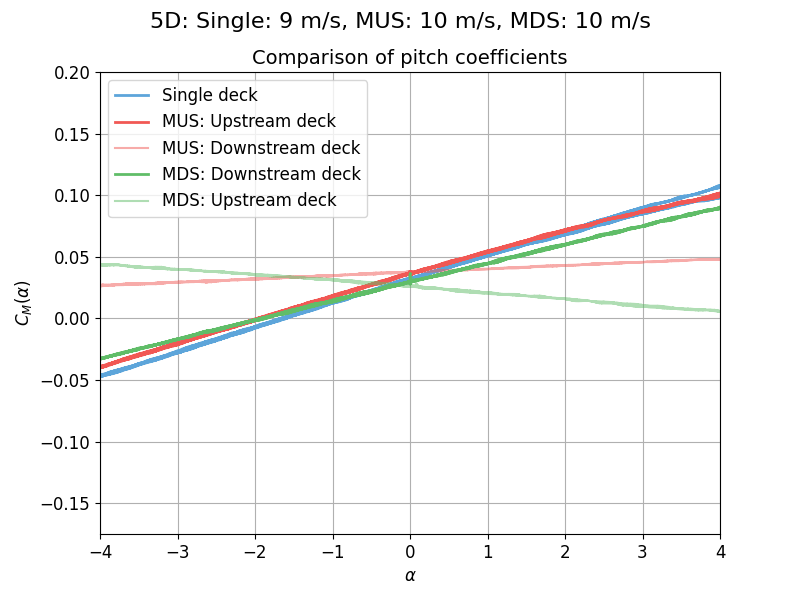 5D: Single: 9 m/s, MUS: 10 m/s, MDS: 10 m/s
Comparison of pitch coefficients
Single deck
MUS: Upstream deck
MUS: Downstream deck
MDS: Downstream deck
MDS: Upstream deck
0.20
0.15
0.10
0.05
0.00
−0.05
−0.10
−0.15
C_M(α)
−4 −3 −2 −1 0 1 2 3 4
α